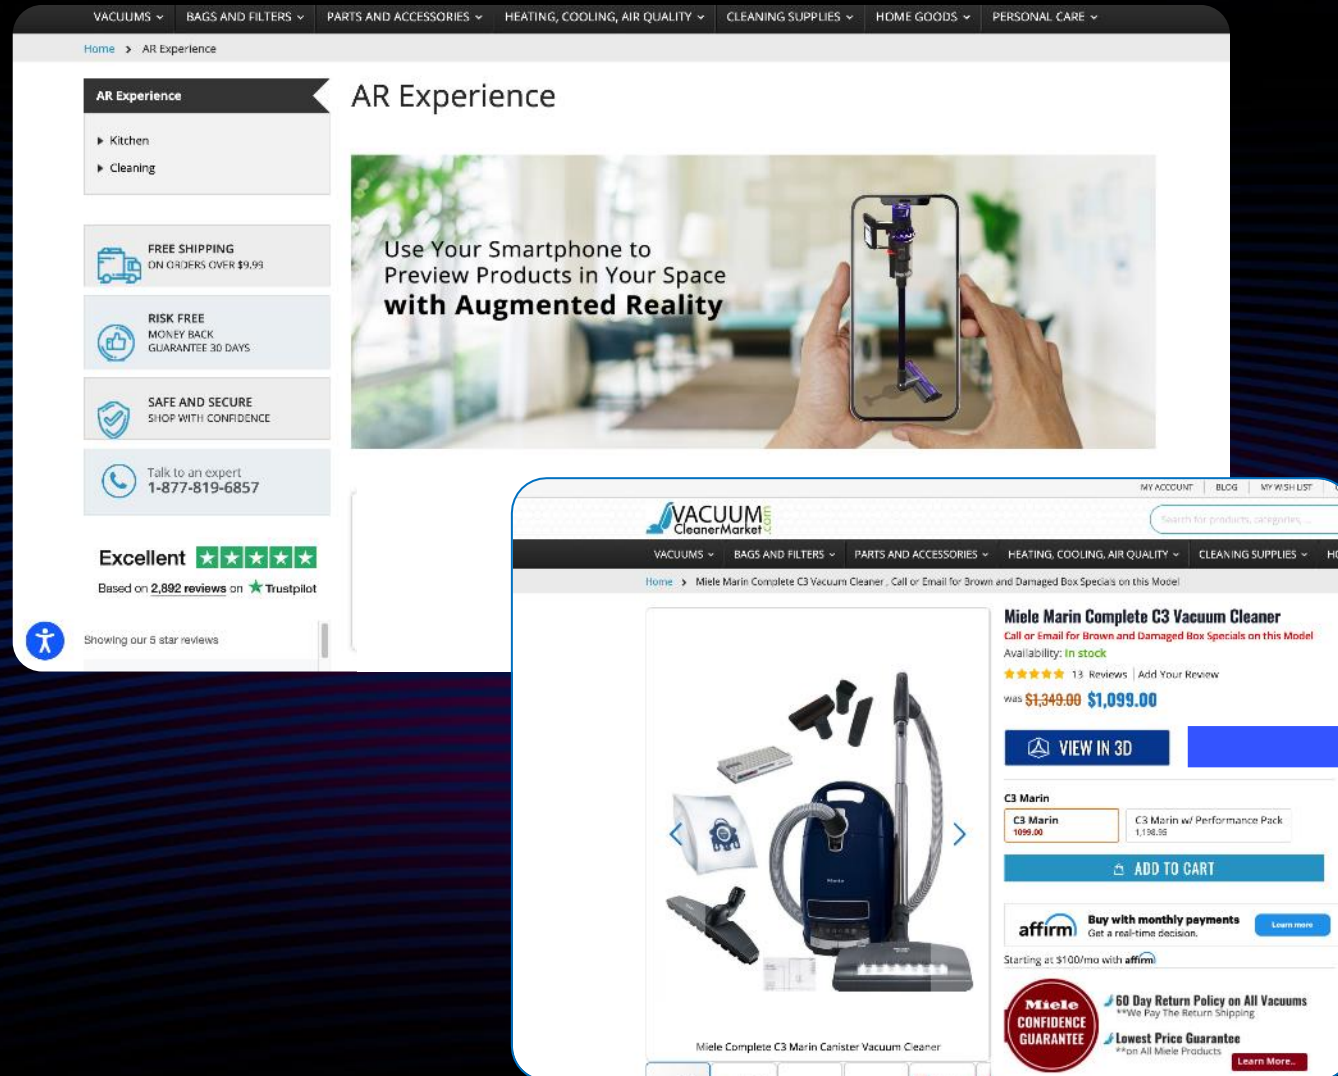 VACUUMS
BAGS AND FILTERS
PARTS AND ACCESSORIES
HEATING, COOLING, AIR QUALITY
CLEANING SUPPLIES
HOME GOODS
PERSONAL CARE
Home > AR Experience
AR Experience
Kitchen
Cleaning
FREE SHIPPING
ON ORDERS OVER $9.99
RISK FREE
MONEY BACK
GUARANTEE 30 DAYS
SAFE AND SECURE
SHOP WITH CONFIDENCE
Talk to an expert
1-877-819-6857
Excellent
Based on 2,892 reviews on Trustpilot
Showing our 5 star reviews
AR Experience
Use Your Smartphone to
Preview Products in Your Space
with Augmented Reality
MY ACCOUNT
BLOG
MY WISH LIST
VACUUM
CleanerMarket
.com
Search for products, categories, ...
VACUUMS
BAGS AND FILTERS
PARTS AND ACCESSORIES
HEATING, COOLING, AIR QUALITY
CLEANING SUPPLIES
HO
Home > Miele Marin Complete C3 Vacuum Cleaner, Call or Email for Brown and Damaged Box Specials on this Model
Miele Marin Complete C3 Vacuum Cleaner
Call or Email for Brown and Damaged Box Specials on this Model
Availability: In stock
13 Reviews | Add Your Review
was $1,349.00 $1,099.00
VIEW IN 3D
C3 Marin
C3 Marin
1099.00
C3 Marin w/ Performance Pack
1,198.95
ADD TO CART
affirm
Buy with monthly payments
Get a real-time decision.
Learn more
Starting at $100/mo with affirm
Miele
CONFIDENCE
GUARANTEE
60 Day Return Policy on All Vacuums
**We Pay The Return Shipping
Lowest Price Guarantee
**on All Miele Products
Learn More..
Miele
Miele Complete C3 Marin Canister Vacuum Cleaner